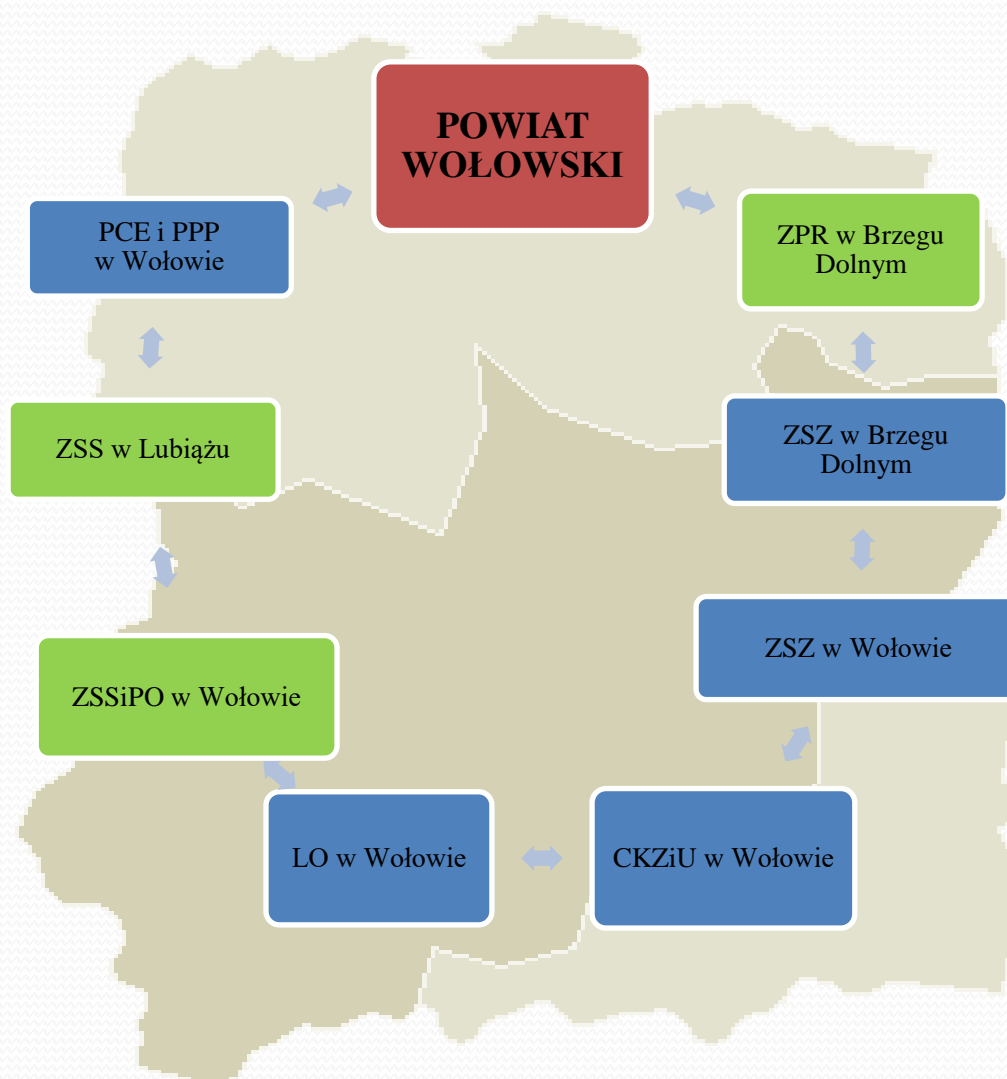 POWIAT
WOŁOWSKI
PCE i PPP
w Wołowie
ZPR w Brzegu
Dolnym
ZSS w Lubiążu
ZSZ w Brzegu
Dolnym
ZSSiPO w Wołowie
ZSZ w Wołowie
LO w Wołowie
CKZiU w Wołowie